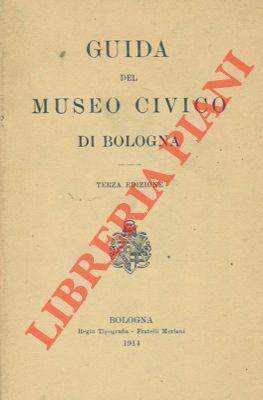 GUIDA
DEL
MUSEO CIVICO
DI BOLOGNA
TERZA EDIZIONE
BOLOGNA
Regia Tipografia - Fratelli Merlani
1914
LIBRERIA PIANI